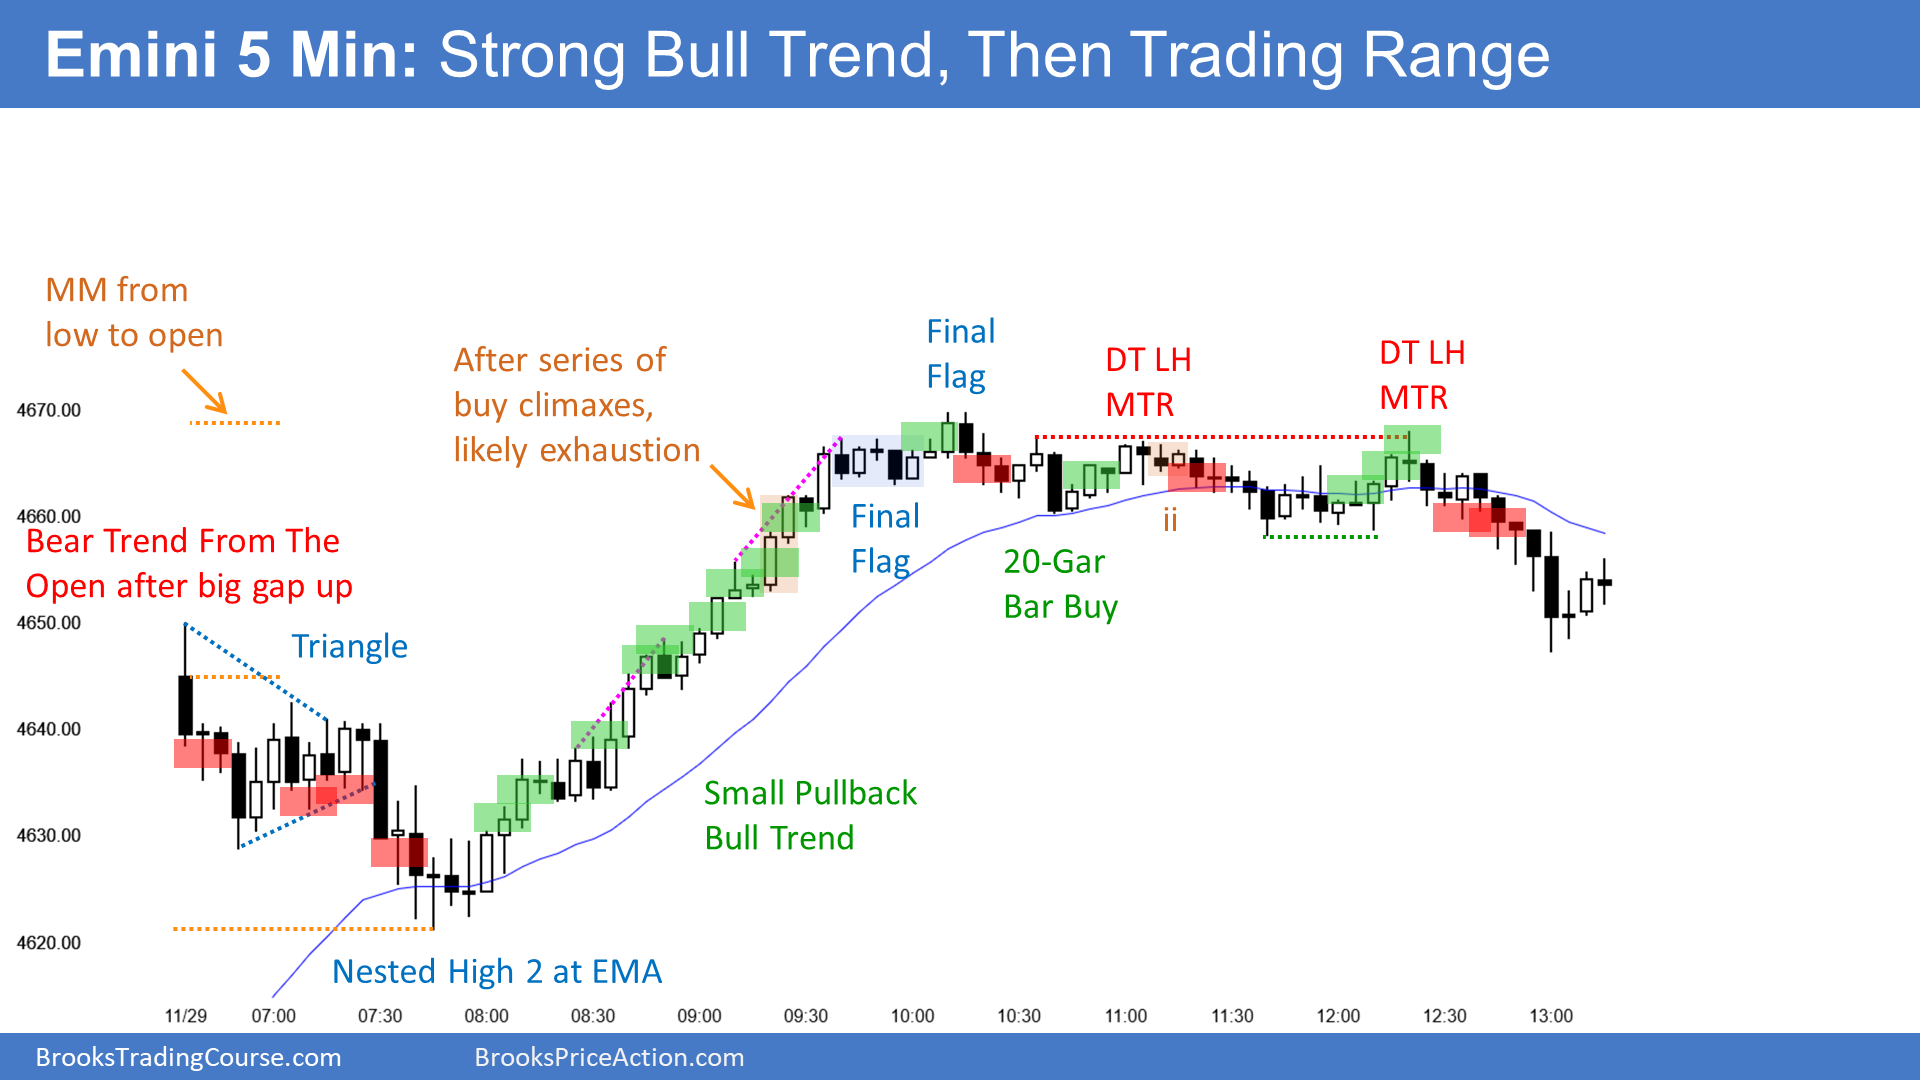 Emini 5 Min: Strong Bull Trend, Then Trading Range
MM from
low to open
After series of
buy climaxes,
likely exhaustion
Final
Flag
DT LH
MTR
DT LH
MTR
4670.00
4660.00
Bear Trend From The
Open after big gap up
Final
Flag
ii
20-Gar
Bar Buy
4650.00
Triangle
4640.00
Small Pullback
Bull Trend
4630.00
4620.00
Nested High 2 at EMA
11/29 07:00 07:30 08:00 08:30 09:00 09:30 10:00 10:30 11:00 11:30 12:00 12:30 13:00
BrooksTradingCourse.com BrooksPriceAction.com